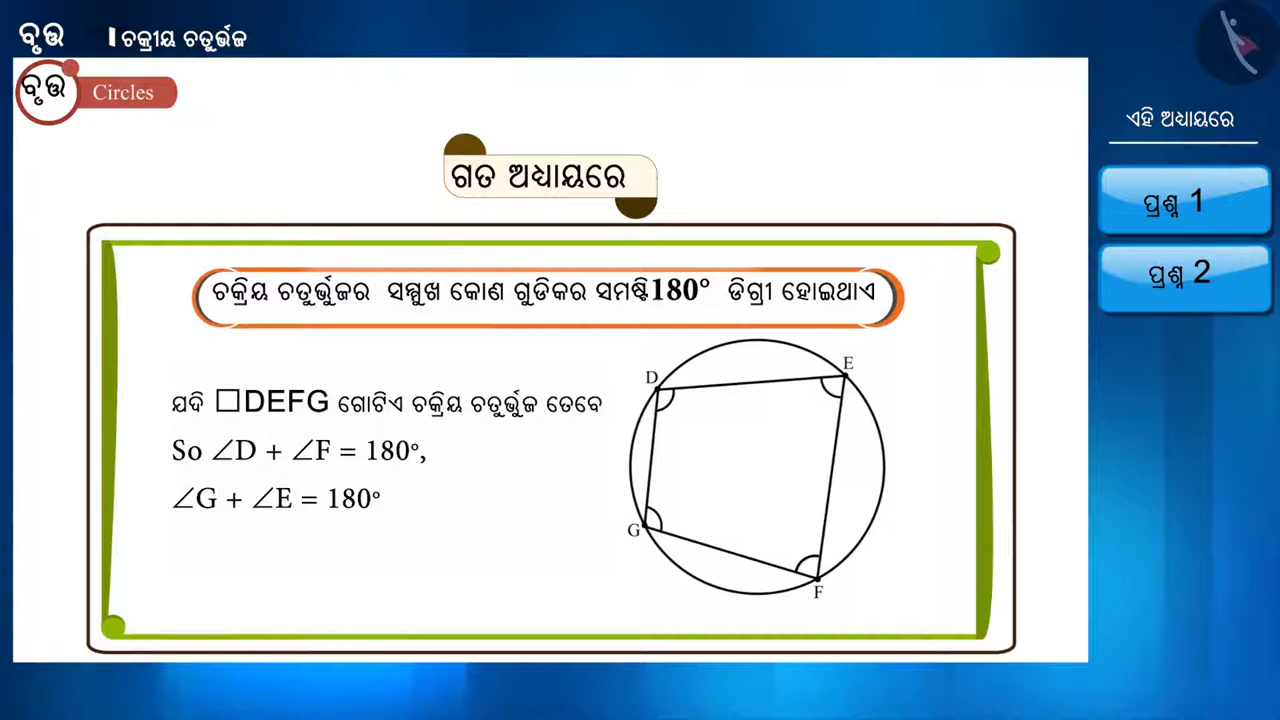 ବୃତ୍ତ
ଚକ୍ରୀୟ ଚତୁର୍ଭଜ
ବୃତ୍ତ
Circles
ଏହି ଅଧ୍ୟାୟରେ
ପ୍ରଶ୍ନ 1
ପ୍ରଶ୍ନ 2
ଗତ ଅଧ୍ୟାୟରେ
ଚକ୍ରିୟ ଚତୁର୍ଭୁଜର ସମ୍ମୁଖ କୋଣ ଗୁଡିକର ସମଷ୍ଟି 180° ଡିଗ୍ରୀ ହୋଇଥାଏ
ଯଦି □DEFG ଗୋଟିଏ ଚକ୍ରିୟ ଚତୁର୍ଭୁଜ ତେବେ
So ∠D + ∠F = 180°,
∠G + ∠E = 180°
D
E
G
F